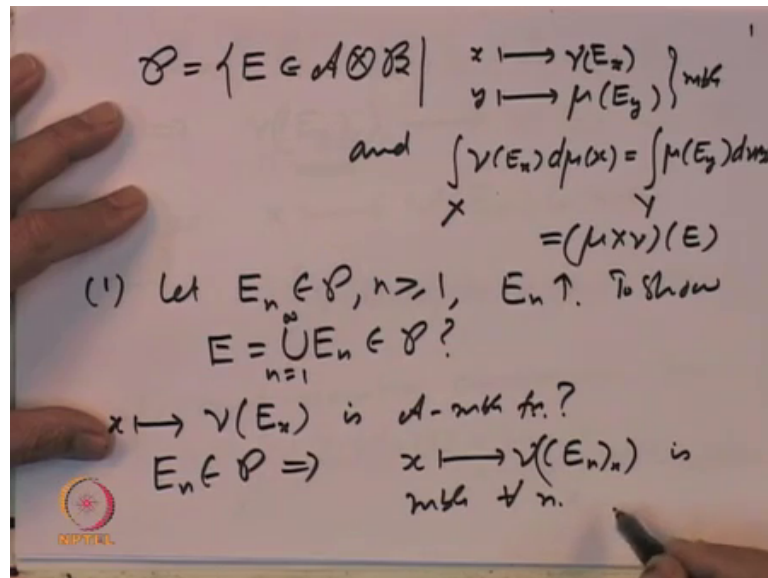 1
𝒫 = { E ∈ 𝒜 ⊗ ℬ | x ⟼ ν(E_x)
y ⟼ μ(E_y) } mble
and ∫_X ν(E_x) dμ(x) = ∫_Y μ(E_y) dν(y)
= (μ×ν)(E)
(1) Let E_n ∈ 𝒫, n ≥ 1, E_n ↑. To show
E = ⋃_{n=1}^∞ E_n ∈ 𝒫 ?
x ⟼ ν(E_x) is 𝒜-mble fn. ?
E_n ∈ 𝒫 ⇒ x ⟼ ν((E_n)_x) is
mble ∀ n.
NPTEL